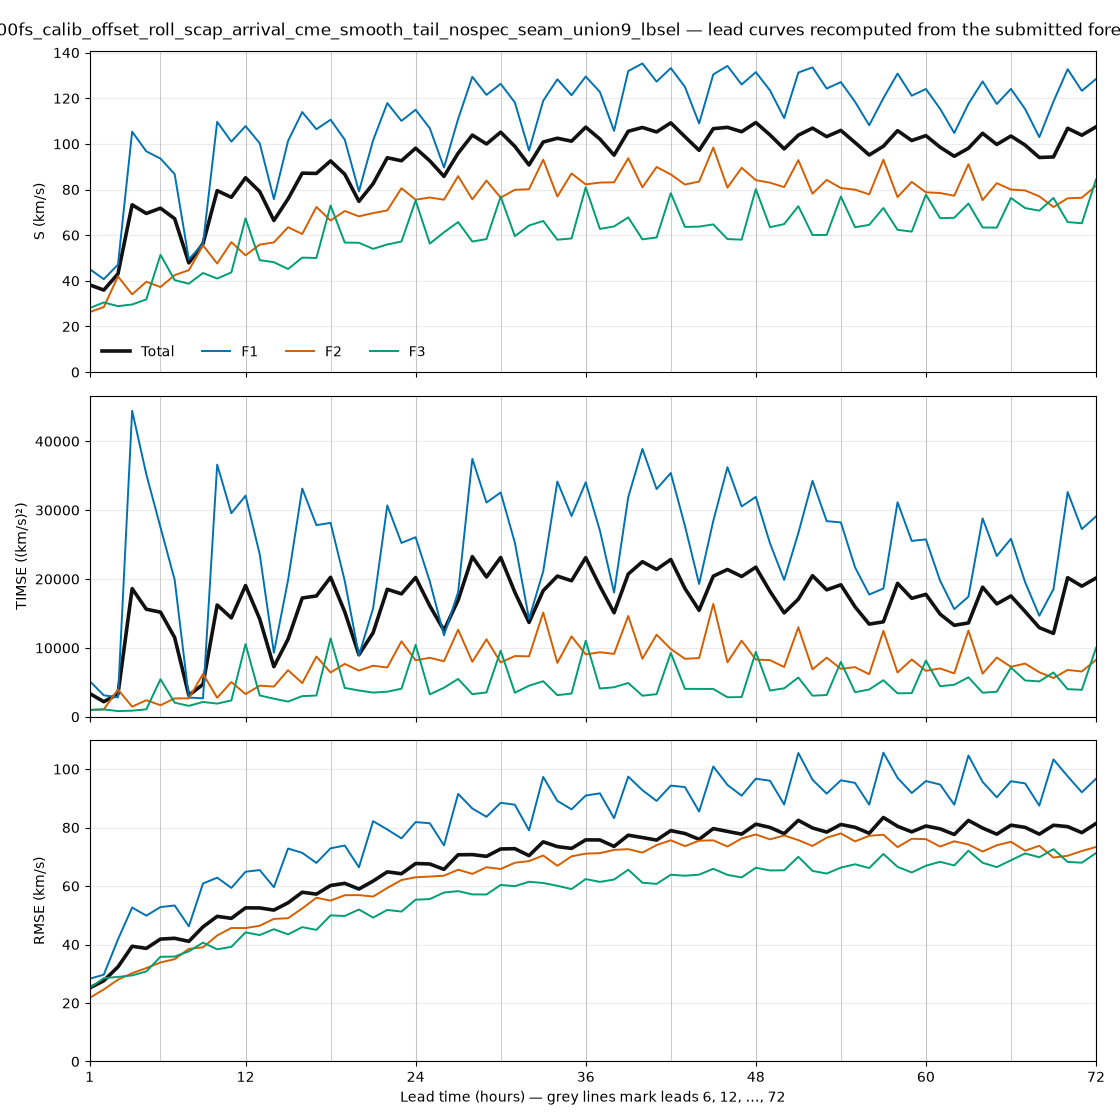 00fs_calib_offset_roll_scap_arrival_cme_smooth_tail_nospec_seam_union9_lbsel — lead curves recomputed from the submitted fore
140
120
100
80
60
40
20
0
S (km/s)
Total F1 F2 F3
40000
30000
20000
10000
0
TIMSE ((km/s)²)
100
80
60
40
20
0
RMSE (km/s)
1 12 24 36 48 60 72
Lead time (hours) — grey lines mark leads 6, 12, ..., 72